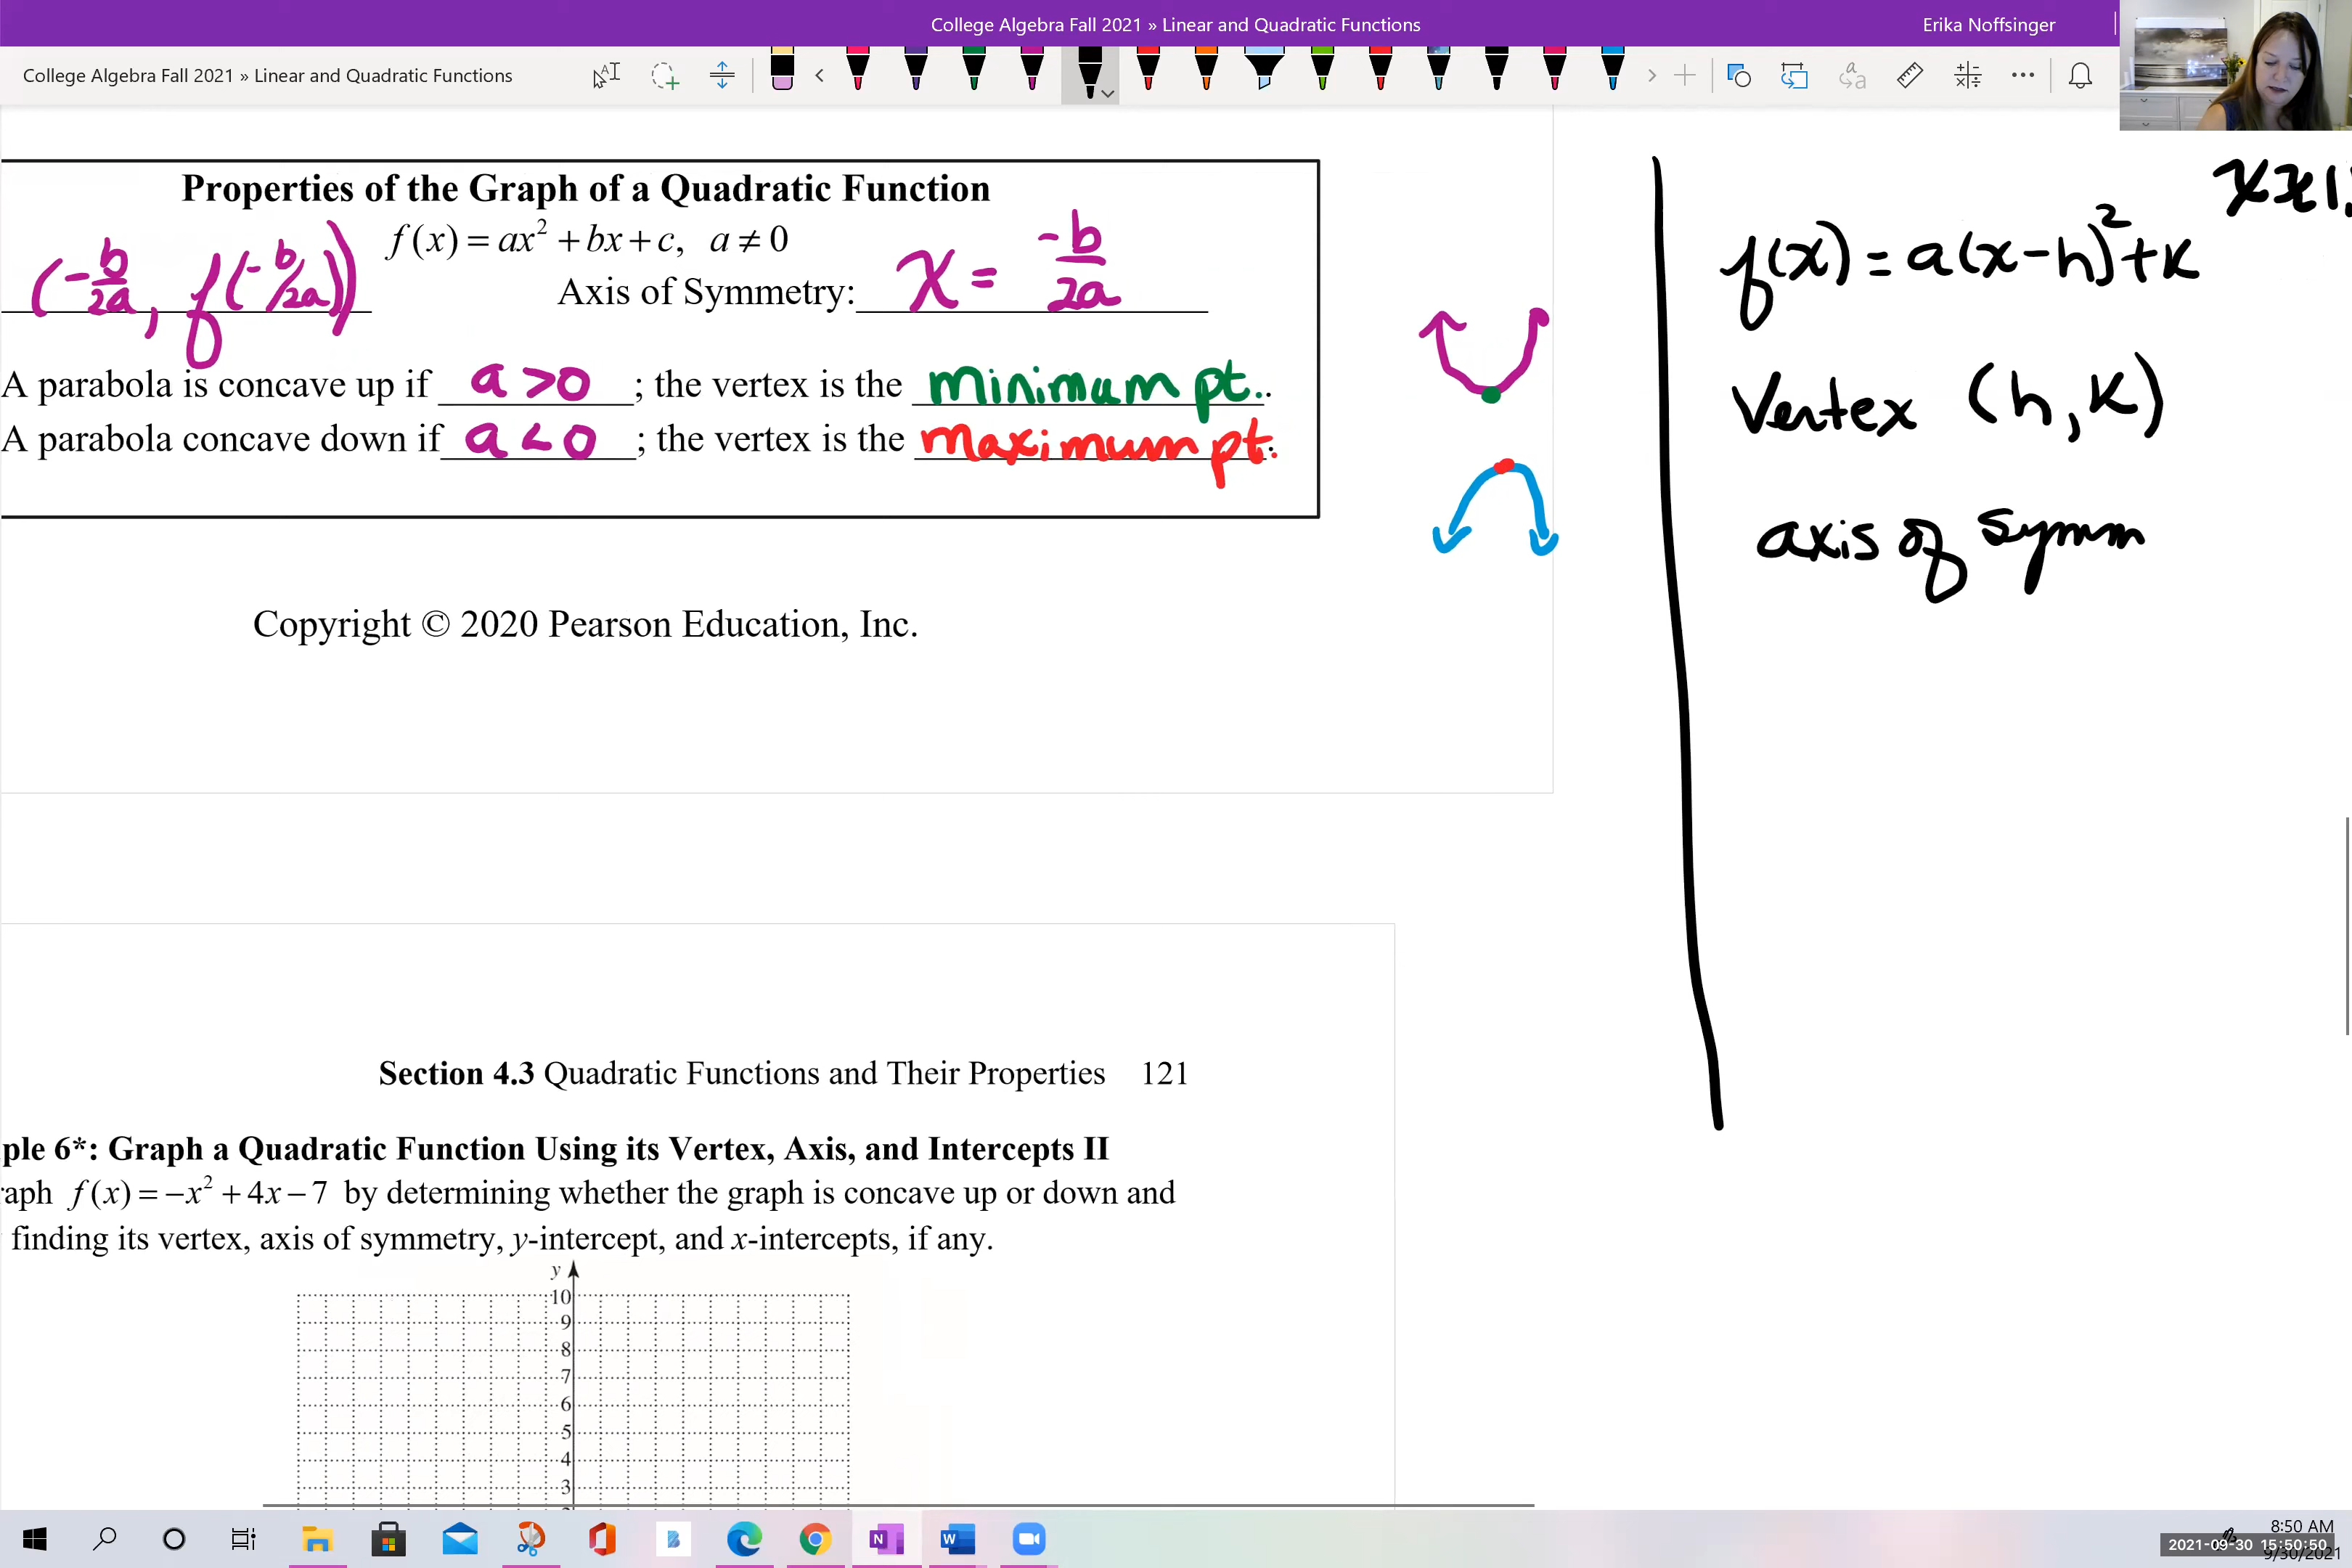 College Algebra Fall 2021 » Linear and Quadratic Functions
Erika Noffsinger
College Algebra Fall 2021 » Linear and Quadratic Functions
Properties of the Graph of a Quadratic Function
f(x) = ax² + bx + c, a ≠ 0
(-b/2a, f(-b/2a))
Axis of Symmetry: x = -b/2a
A parabola is concave up if a > 0 ; the vertex is the minimum pt..
A parabola concave down if a < 0 ; the vertex is the maximum pt.
Copyright © 2020 Pearson Education, Inc.
f(x) = a(x-h)²+k
Vertex (h, k)
axis of symm
Section 4.3 Quadratic Functions and Their Properties 121
ple 6*: Graph a Quadratic Function Using its Vertex, Axis, and Intercepts II
raph f(x) = −x² + 4x − 7 by determining whether the graph is concave up or down and
finding its vertex, axis of symmetry, y-intercept, and x-intercepts, if any.
y
10
9
8
7
6
5
4
3
8:50 AM
2021-09-30 15:50:50
9/30/2021